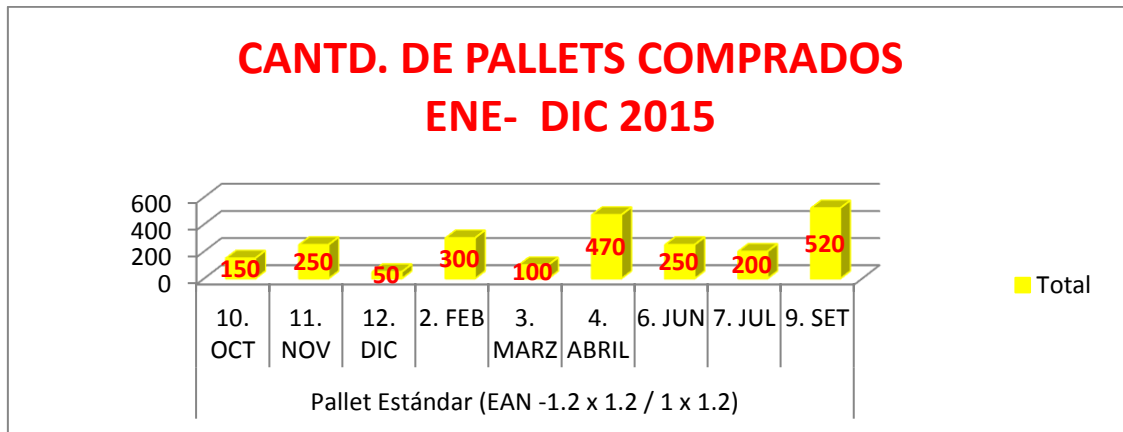 CANTD. DE PALLETS COMPRADOS
ENE-  DIC 2015
600
400
200
0
150
250
50
300
100
470
250
200
520
10. OCT
11. NOV
12. DIC
2. FEB
3. MARZ
4. ABRIL
6. JUN
7. JUL
9. SET
Pallet Estándar (EAN -1.2 x 1.2 / 1 x 1.2)
Total